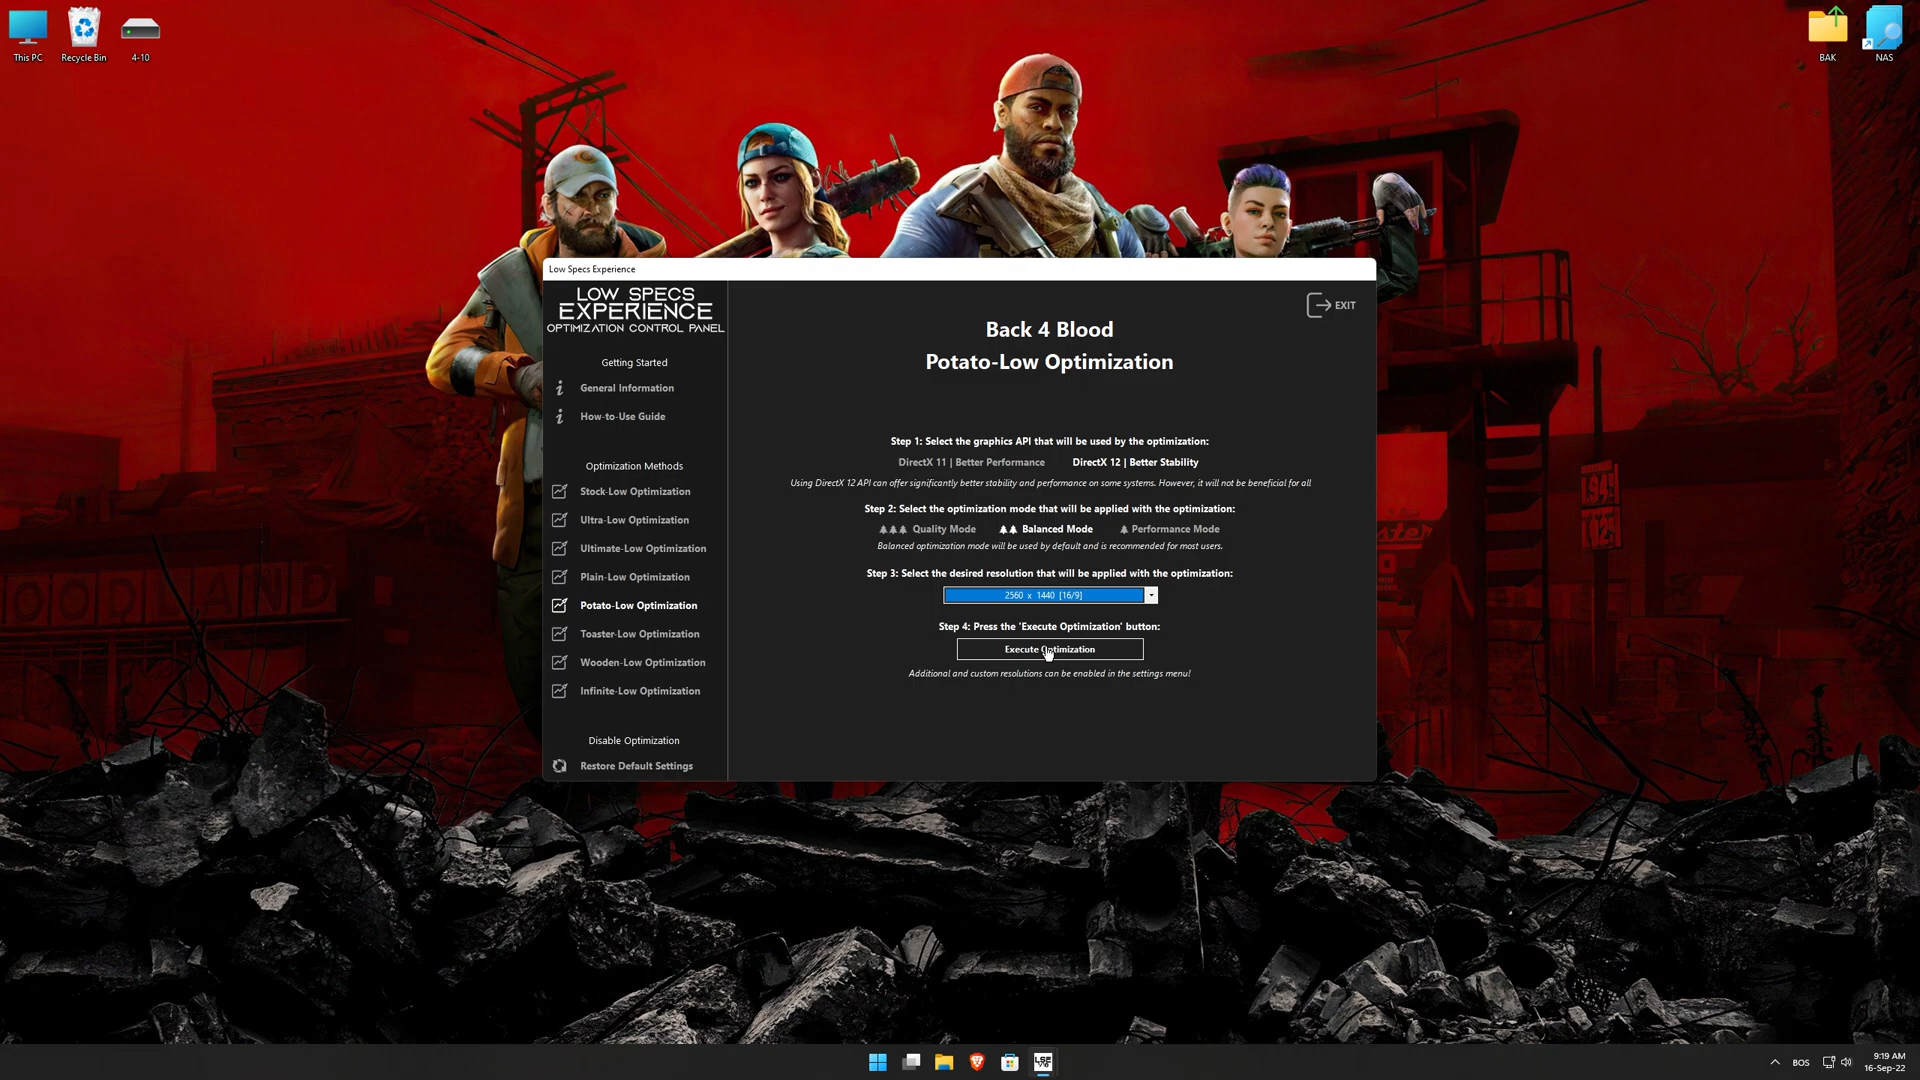 This PC
Recycle Bin
4-10
BAK
NAS
Low Specs Experience
LOW SPECS
EXPERIENCE
OPTIMIZATION CONTROL PANEL
Getting Started
General Information
How-to-Use Guide
Optimization Methods
Stock-Low Optimization
Ultra-Low Optimization
Ultimate-Low Optimization
Plain-Low Optimization
Potato-Low Optimization
Toaster-Low Optimization
Wooden-Low Optimization
Infinite-Low Optimization
Disable Optimization
Restore Default Settings
EXIT
Back 4 Blood
Potato-Low Optimization
Step 1: Select the graphics API that will be used by the optimization:
DirectX 11 | Better Performance DirectX 12 | Better Stability
Using DirectX 12 API can offer significantly better stability and performance on some systems. However, it will not be beneficial for all
Step 2: Select the optimization mode that will be applied with the optimization:
Quality Mode Balanced Mode Performance Mode
Balanced optimization mode will be used by default and is recommended for most users.
Step 3: Select the desired resolution that will be applied with the optimization:
2560 x 1440 [16/9]
Step 4: Press the 'Execute Optimization' button:
Execute Optimization
Additional and custom resolutions can be enabled in the settings menu!
OODLAND
LSE
BOS
9:19 AM
16-Sep-22